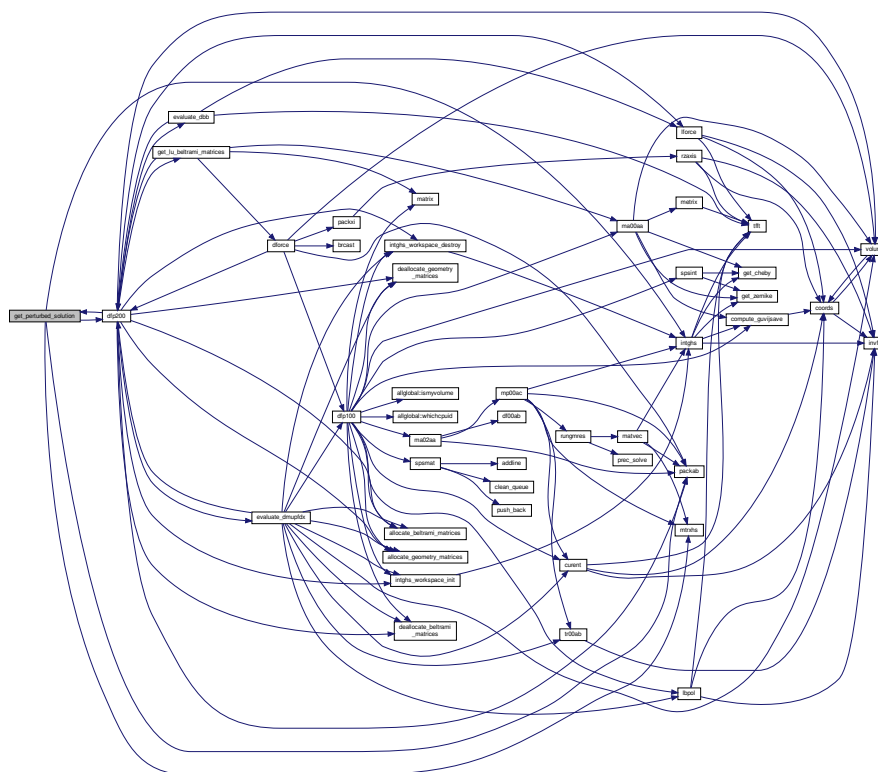 evaluate_dbb
lforce
get_lu_beltrami_matrices
rzaxis
matrix
packxi
matrix
ma00aa
tfft
dforce
brcast
intghs_workspace_destroy
deallocate_geometry
_matrices
spsint
get_cheby
get_zernike
coords
get_perturbed_solution
dfp200
compute_guvijsave
intghs
allglobal::ismyvolume
mp00ac
dfp100
allglobal::whichcpuid
df00ab
ma02aa
rungmres
matvec
prec_solve
spsmat
addline
packab
clean_queue
push_back
evaluate_dmupfdx
allocate_beltrami_matrices
mtrxhs
allocate_geometry_matrices
curent
intghs_workspace_init
deallocate_beltrami
_matrices
tr00ab
lbpol